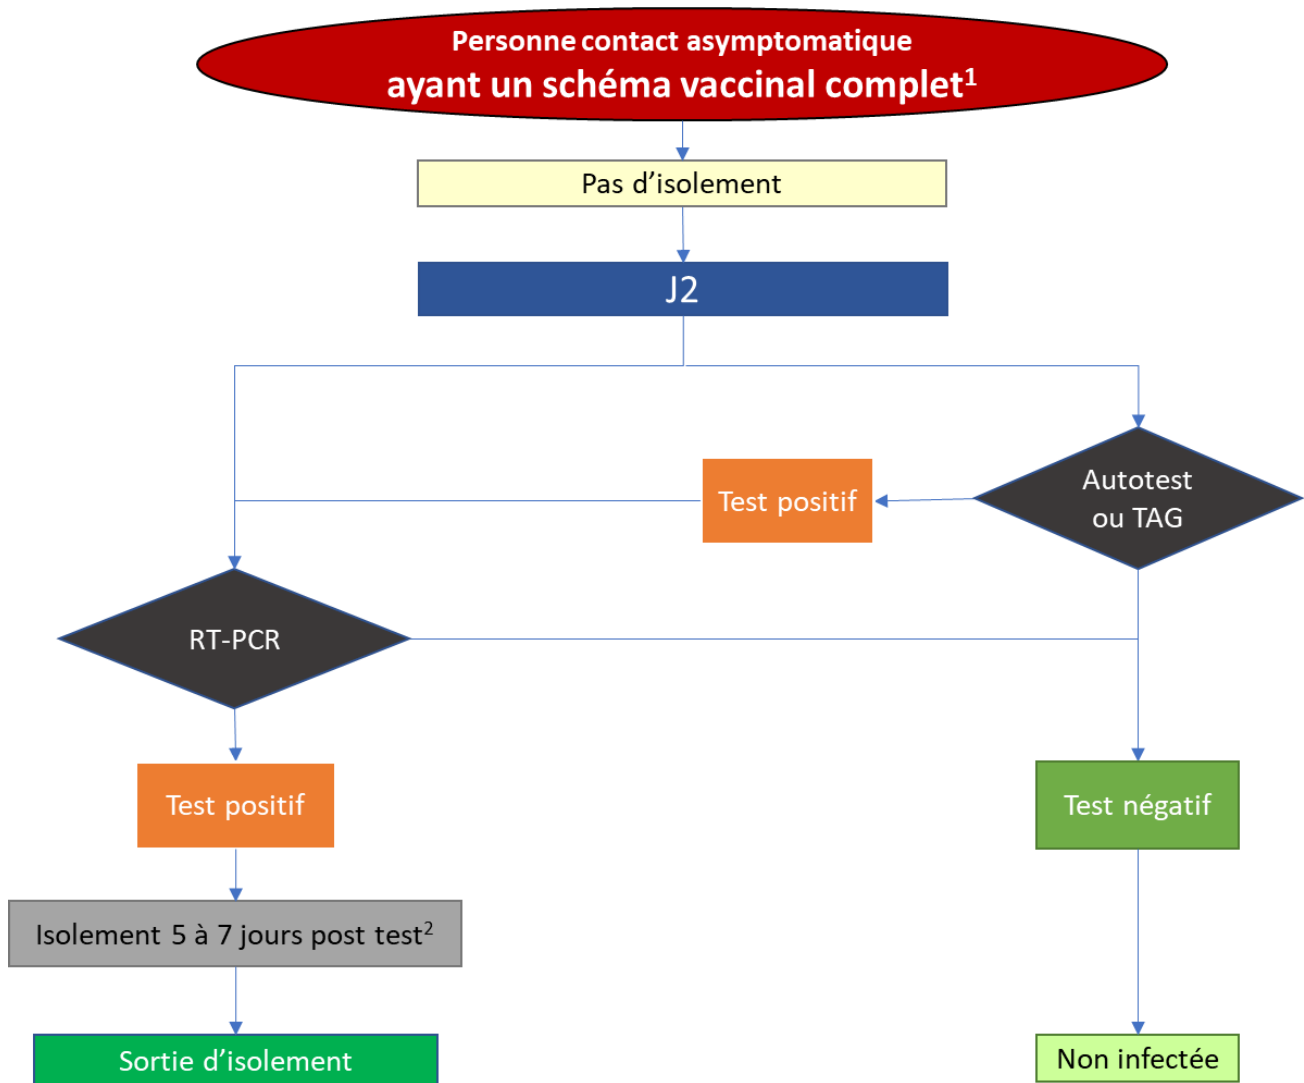 Personne contact asymptomatique
ayant un schéma vaccinal complet¹
Pas d’isolement
J2
Autotest
ou TAG
Test positif
RT-PCR
Test positif
Test négatif
Isolement 5 à 7 jours post test²
Sortie d’isolement
Non infectée